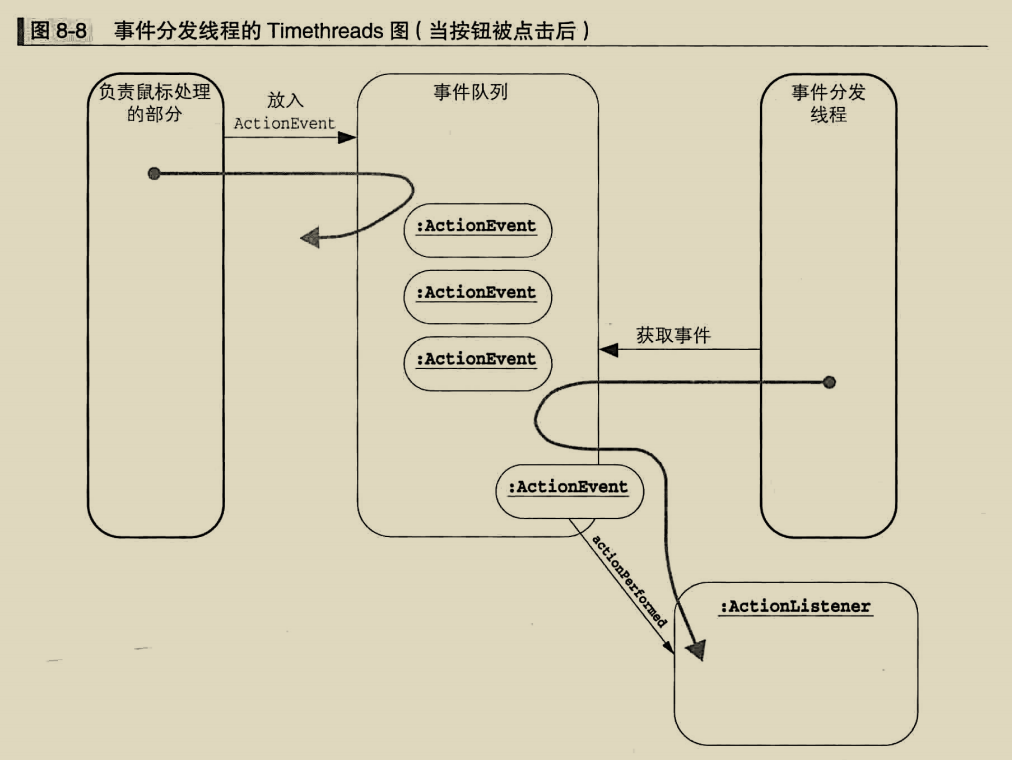 图 8-8 事件分发线程的 Timethreads 图（当按钮被点击后）
负责鼠标处理
的部分
放入
ActionEvent
事件队列
事件分发
线程
:ActionEvent
:ActionEvent
:ActionEvent
获取事件
:ActionEvent
actionPerformed
:ActionListener